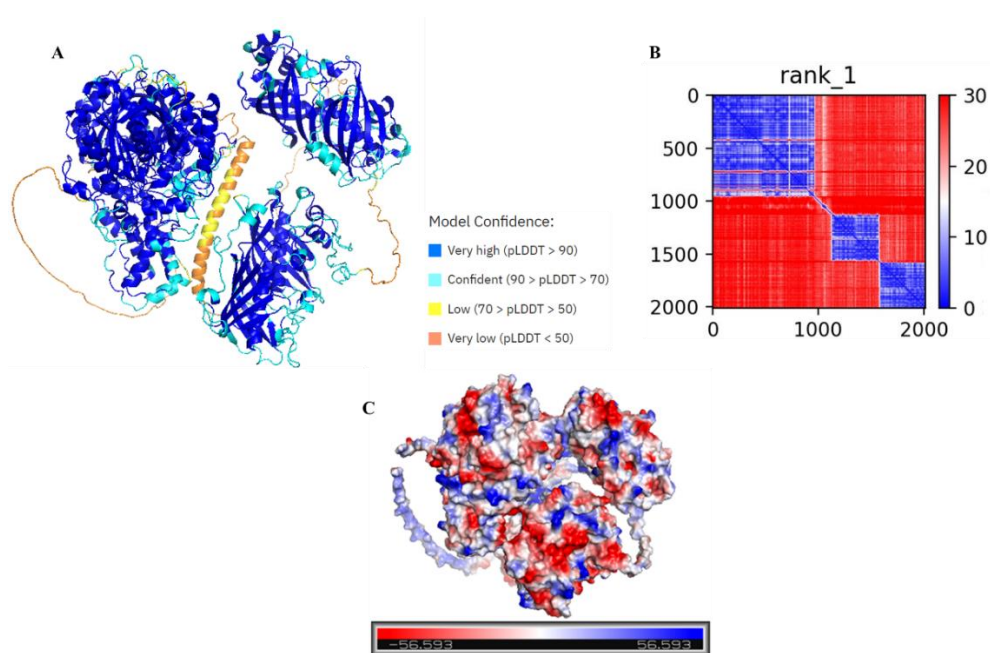 A
Model Confidence:
Very high (pLDDT > 90)
Confident (90 > pLDDT > 70)
Low (70 > pLDDT > 50)
Very low (pLDDT < 50)
B
rank_1
0
500
1000
1500
2000
0 1000 2000
30
20
10
0
C
-56.593 56.593